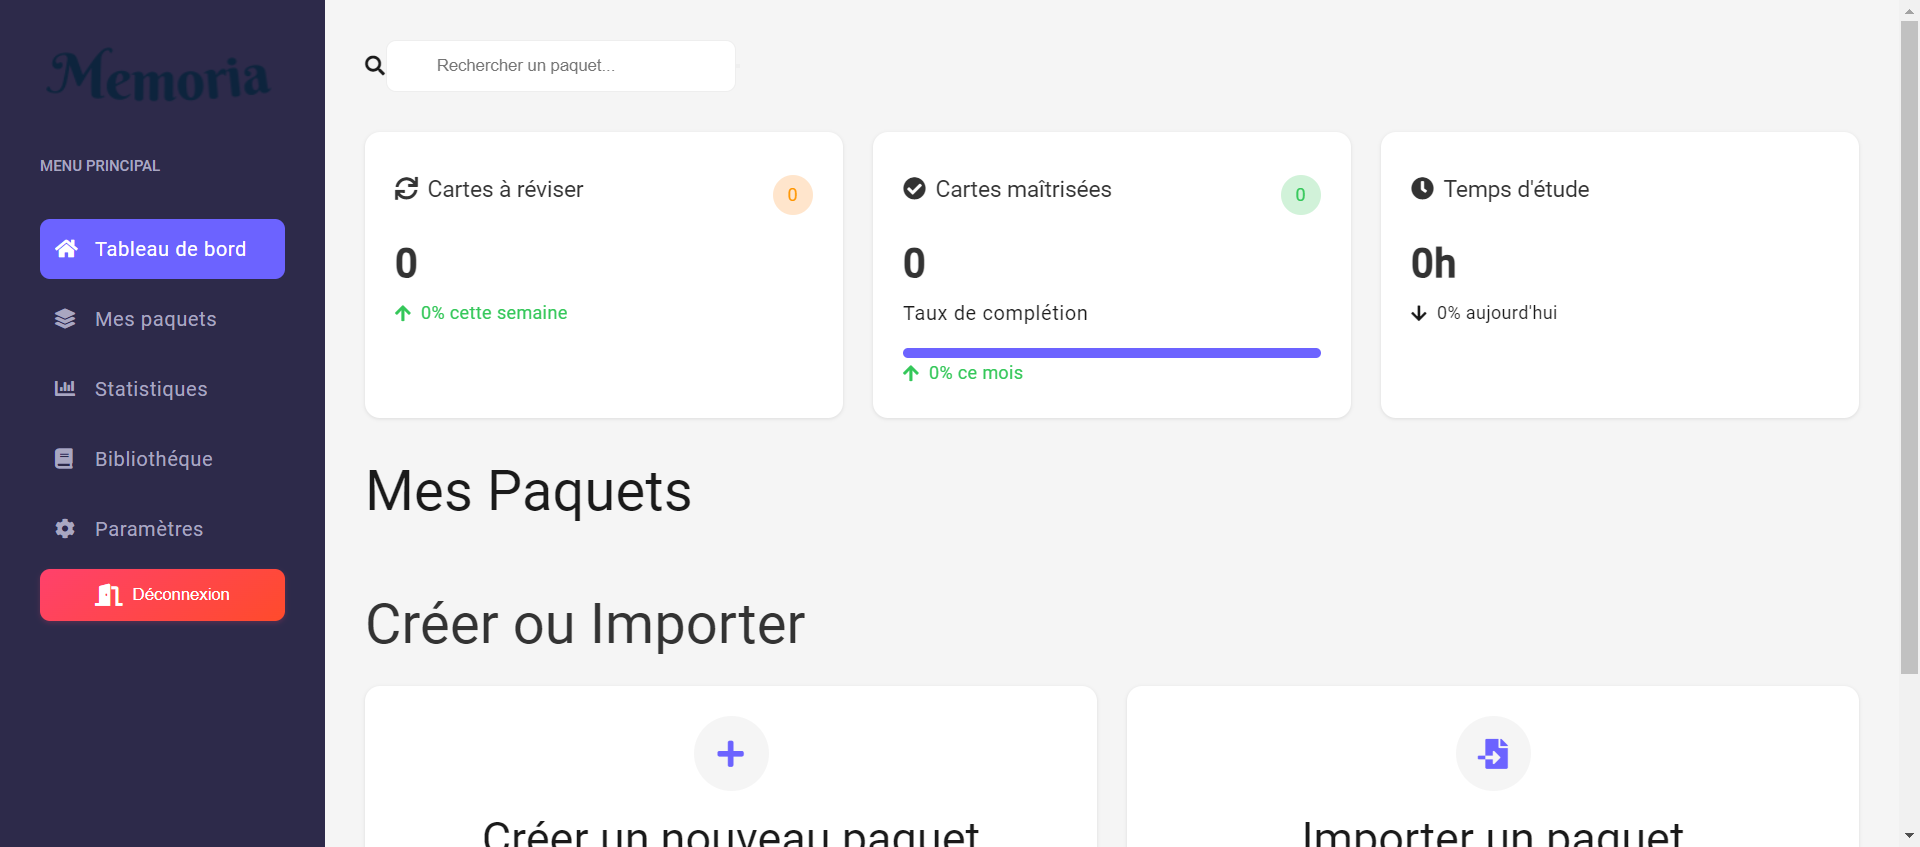 Memoria
MENU PRINCIPAL
Tableau de bord
Mes paquets
Statistiques
Bibliothéque
Paramètres
Déconnexion
Rechercher un paquet...
Cartes à réviser
0
0
0% cette semaine
Cartes maîtrisées
0
0
Taux de complétion
0% ce mois
Temps d'étude
0h
0% aujourd'hui
Mes Paquets
Créer ou Importer
Créer un nouveau paquet
Importer un paquet